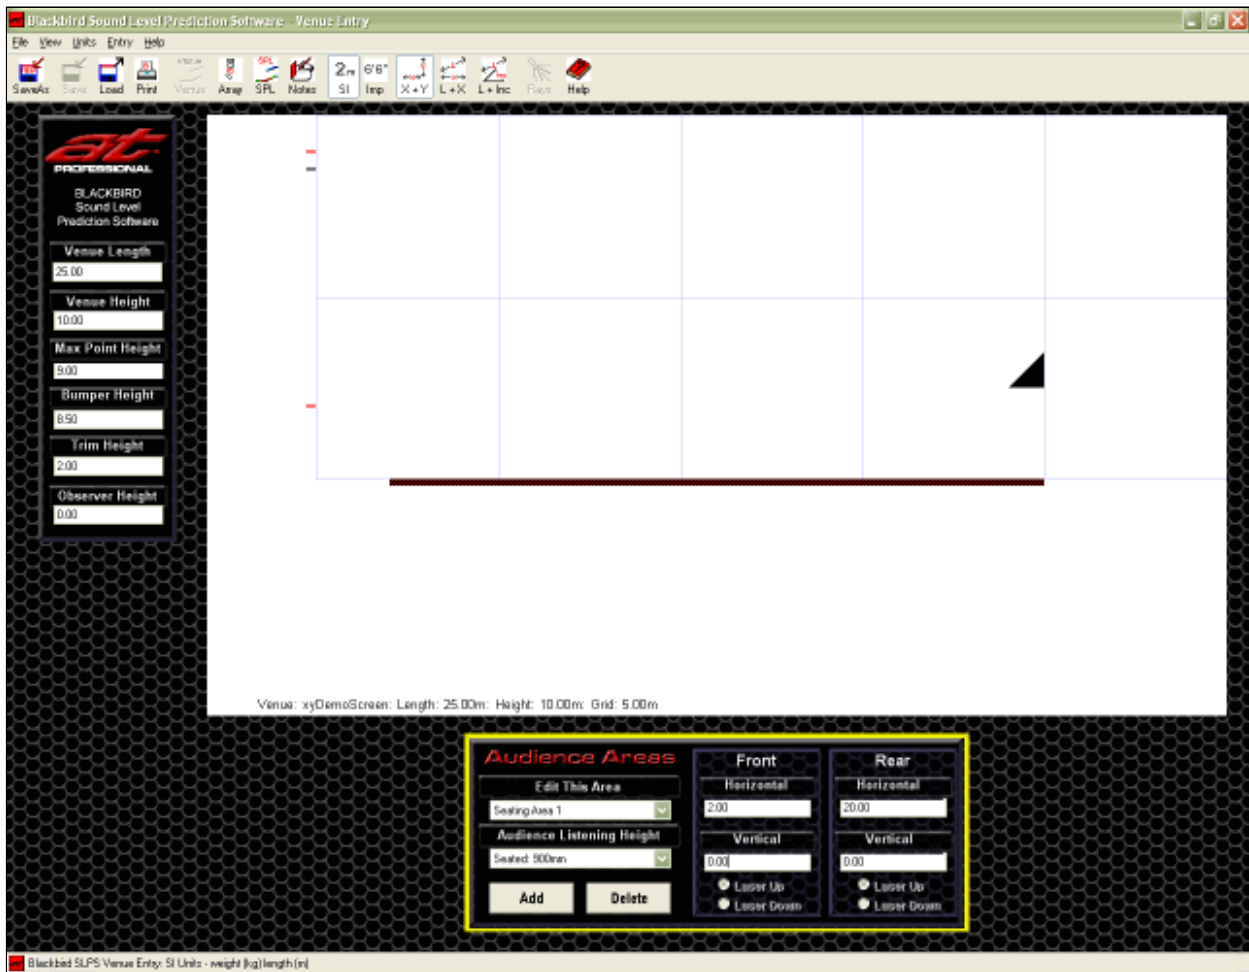 Blackbird Sound Level Prediction Software - Venue Entry
File View Units Entry Help
2m 6'6"
SaveAs Save Load Print Venue Array SPL Notes SI Imp X+Y L+X L+Inc Rays Help
at
PROFESSIONAL
BLACKBIRD
Sound Level
Prediction Software
Venue Length
25.00
Venue Height
10.00
Max Point Height
9.00
Bumper Height
8.50
Trim Height
2.00
Observer Height
0.00
Venue: xyDemoScreen: Length: 25.00m: Height: 10.00m: Grid: 5.00m
Audience Areas
Edit This Area
Seating Area 1
Audience Listening Height
Seated: 900mm
Add Delete
Front
Horizontal
2.00
Vertical
0.00
Laser Up
Laser Down
Rear
Horizontal
20.00
Vertical
0.00
Laser Up
Laser Down
Blackbird SLPS Venue Entry: SI Units - weight (kg) length (m)